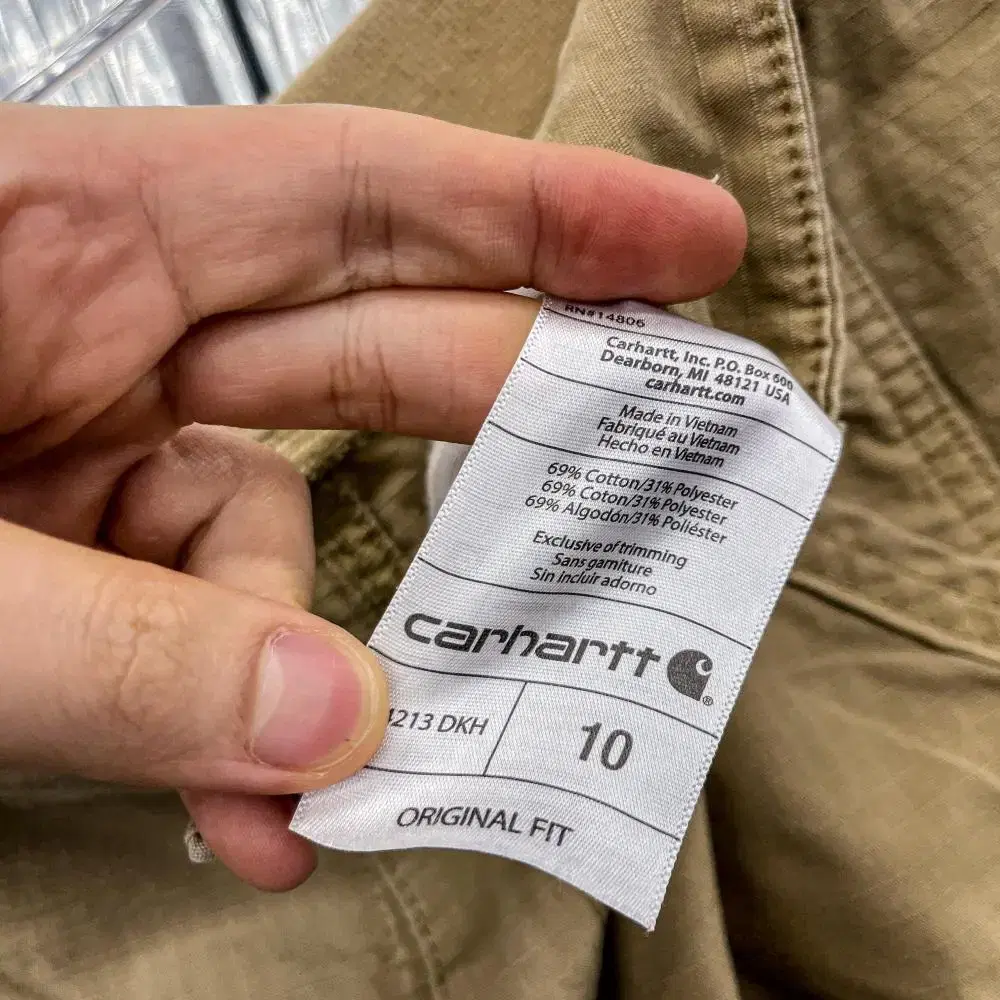 RN#14806
Carhartt, Inc. P.O. Box 600
Dearborn, MI 48121 USA
carhartt.com
Made in Vietnam
Fabriqué au Vietnam
Hecho en Vietnam
69% Cotton/31% Polyester
69% Coton/31% Polyester
69% Algodón/31% Poliéster
Exclusive of trimming
Sans garniture
Sin incluir adorno
carhartt ®
213 DKH
10
ORIGINAL FIT